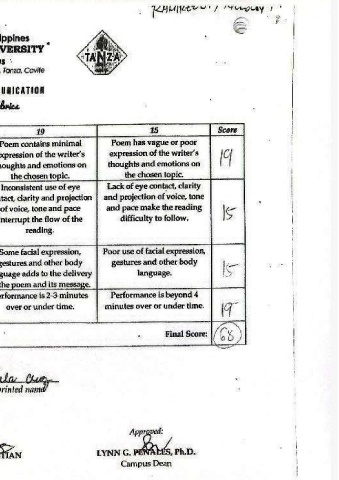 ilippines
VERSITY
us
, Tanza, Cavite
TANZA
UNICATION
brics
19 15 Score
Poem contains minimal
expression of the writer's
thoughts and emotions on
the chosen topic.
Poem has vague or poor
expression of the writer's
thoughts and emotions on
the chosen topic.
19
Inconsistent use of eye
tact, clarity and projection
of voice, tone and pace
interrupt the flow of the
reading.
Lack of eye contact, clarity
and projection of voice, tone
and pace make the reading
difficulty to follow.
15
Some facial expression,
gestures and other body
guage adds to the delivery
the poem and its message.
Poor use of facial expression,
gestures and other body
language.
15
erformance is 2-3 minutes
over or under time.
Performance is beyond 4
minutes over or under time.
19
Final Score: 68
rinted name
Approved:
TIAN
LYNN G. PEÑALES, Ph.D.
Campus Dean